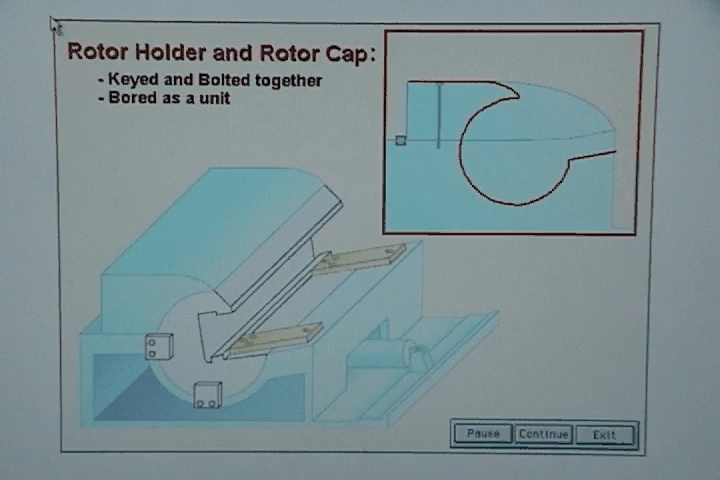 Rotor Holder and Rotor Cap:
- Keyed and Bolted together
- Bored as a unit
Pause Continue Exit